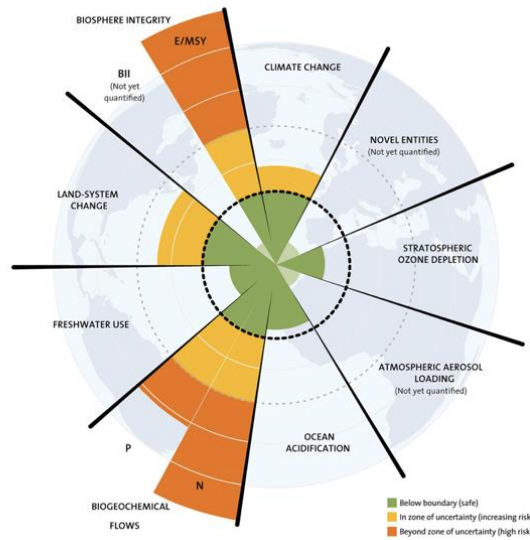 BIOSPHERE INTEGRITY
E/MSY
BII
(Not yet
quantified)
CLIMATE CHANGE
NOVEL ENTITIES
(Not yet quantified)
LAND-SYSTEM
CHANGE
STRATOSPHERIC
OZONE DEPLETION
FRESHWATER USE
ATMOSPHERIC AEROSOL
LOADING
(Not yet quantified)
OCEAN
ACIDIFICATION
P
N
BIOGEOCHEMICAL
FLOWS
Below boundary (safe)
In zone of uncertainty (increasing risk
Beyond zone of uncertainty (high risk